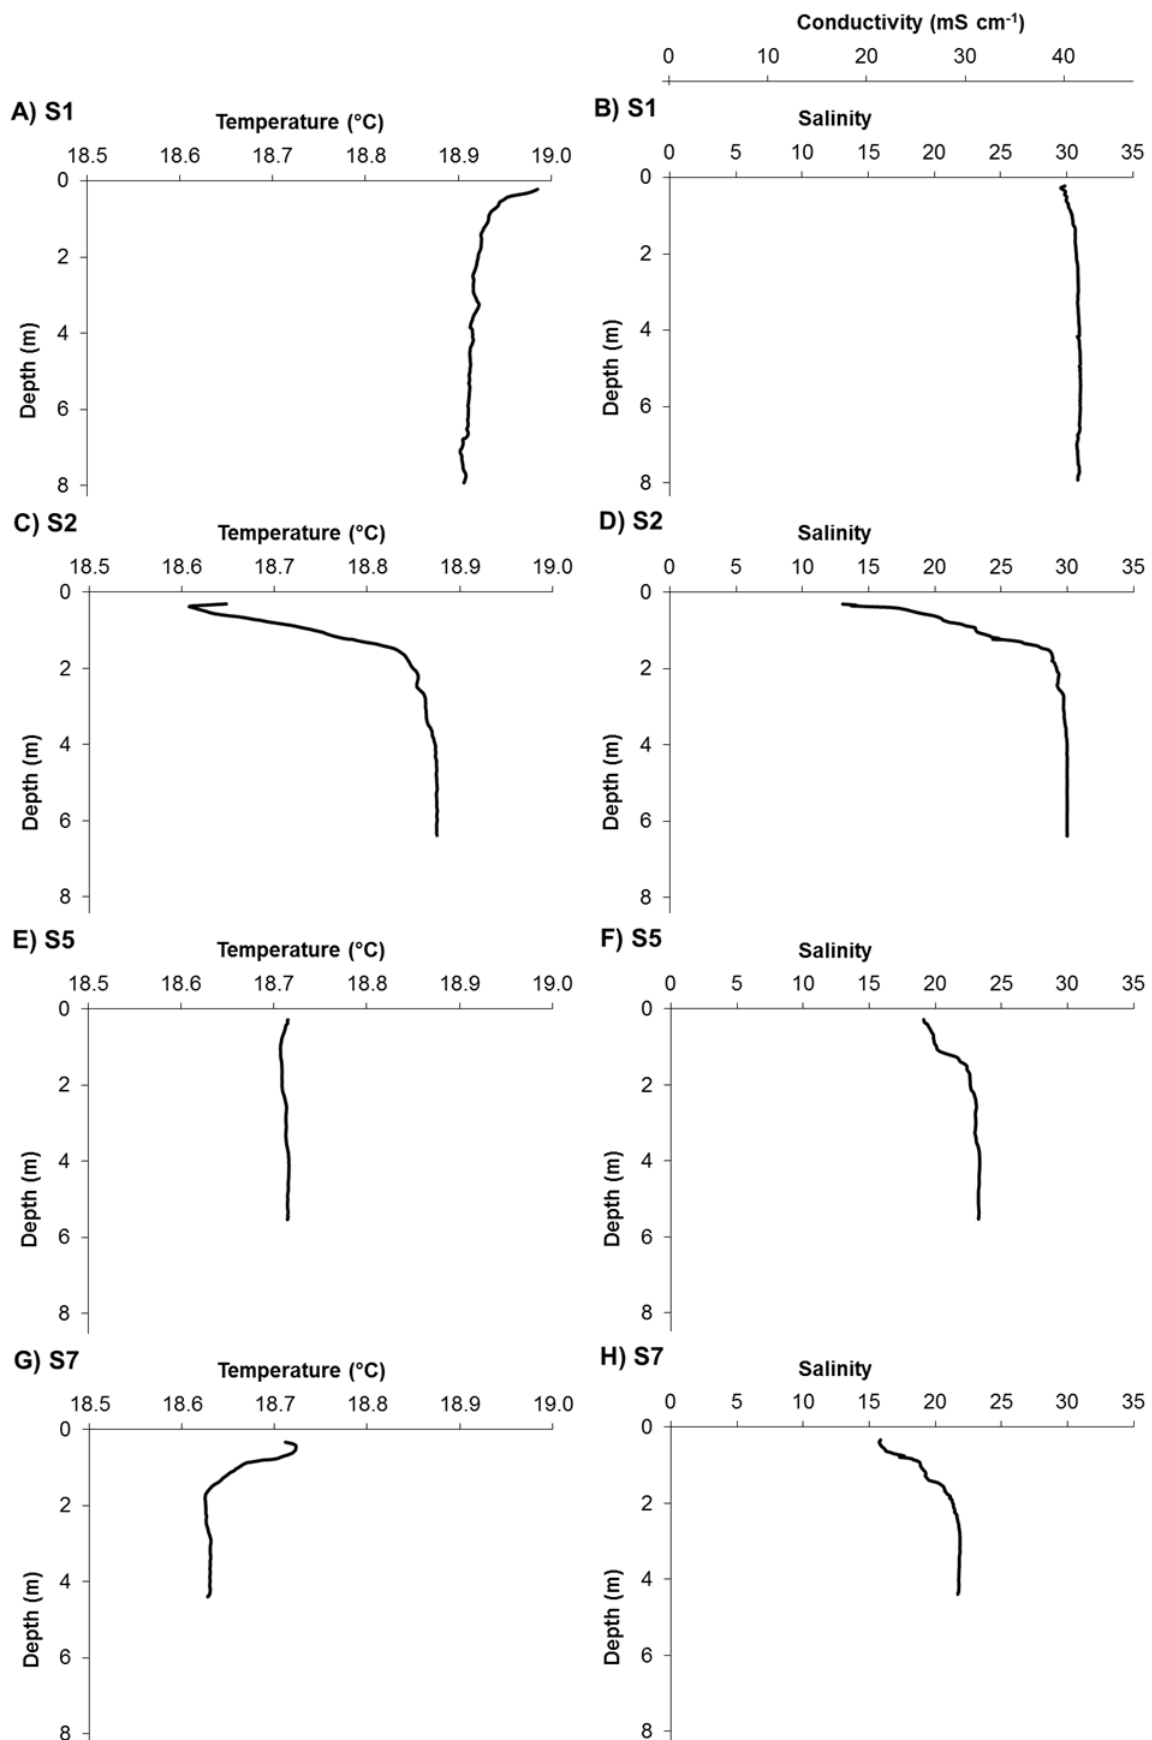 Conductivity (mS cm⁻¹)
0 10 20 30 40
A) S1
Temperature (°C)
18.5 18.6 18.7 18.8 18.9 19.0
0
2
4
6
8
Depth (m)
B) S1
Salinity
0 5 10 15 20 25 30 35
0
2
4
6
8
Depth (m)
C) S2
Temperature (°C)
18.5 18.6 18.7 18.8 18.9 19.0
0
2
4
6
8
Depth (m)
D) S2
Salinity
0 5 10 15 20 25 30 35
0
2
4
6
8
Depth (m)
E) S5
Temperature (°C)
18.5 18.6 18.7 18.8 18.9 19.0
0
2
4
6
8
Depth (m)
F) S5
Salinity
0 5 10 15 20 25 30 35
0
2
4
6
8
Depth (m)
G) S7
Temperature (°C)
18.5 18.6 18.7 18.8 18.9 19.0
0
2
4
6
8
Depth (m)
H) S7
Salinity
0 5 10 15 20 25 30 35
0
2
4
6
8
Depth (m)